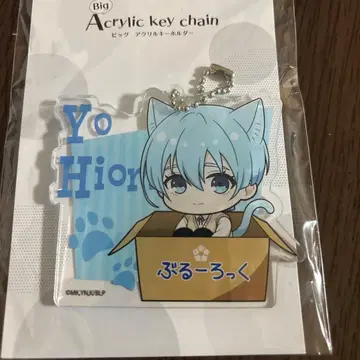 Big
Acrylic key chain
ビッグ アクリルキーホルダー
Yo
Hior
ぶるーろっく
©MK,YN,K/BLP